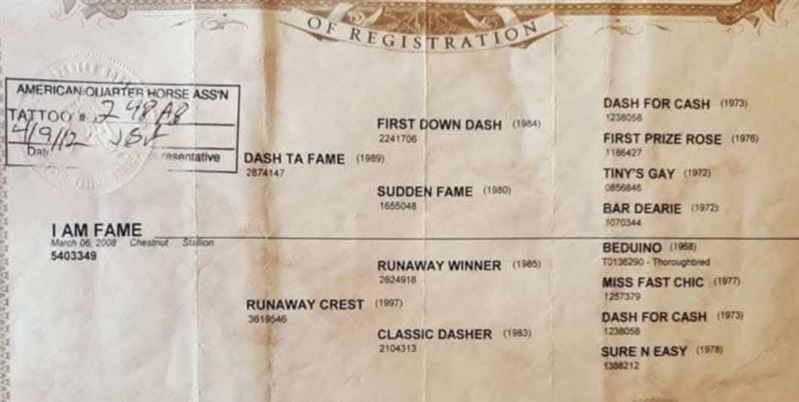 OF REGISTRATION
AMERICAN QUARTER HORSE ASS'N
TATTOO #. 248A8
4/9/12
Date
resentative
I AM FAME
March 06, 2008 Chestnut Stallion
5403349
DASH TA FAME (1989)
2874147
RUNAWAY CREST (1997)
3619546
FIRST DOWN DASH (1984)
2241706
SUDDEN FAME (1980)
1655048
RUNAWAY WINNER (1985)
2624918
CLASSIC DASHER (1983)
2104313
DASH FOR CASH (1973)
1238058
FIRST PRIZE ROSE (1976)
1186427
TINY'S GAY (1972)
0856846
BAR DEARIE (1972)
1070344
BEDUINO (1968)
T0136290 - Thoroughbred
MISS FAST CHIC (1977)
1257379
DASH FOR CASH (1973)
1238058
SURE N EASY (1978)
1388212